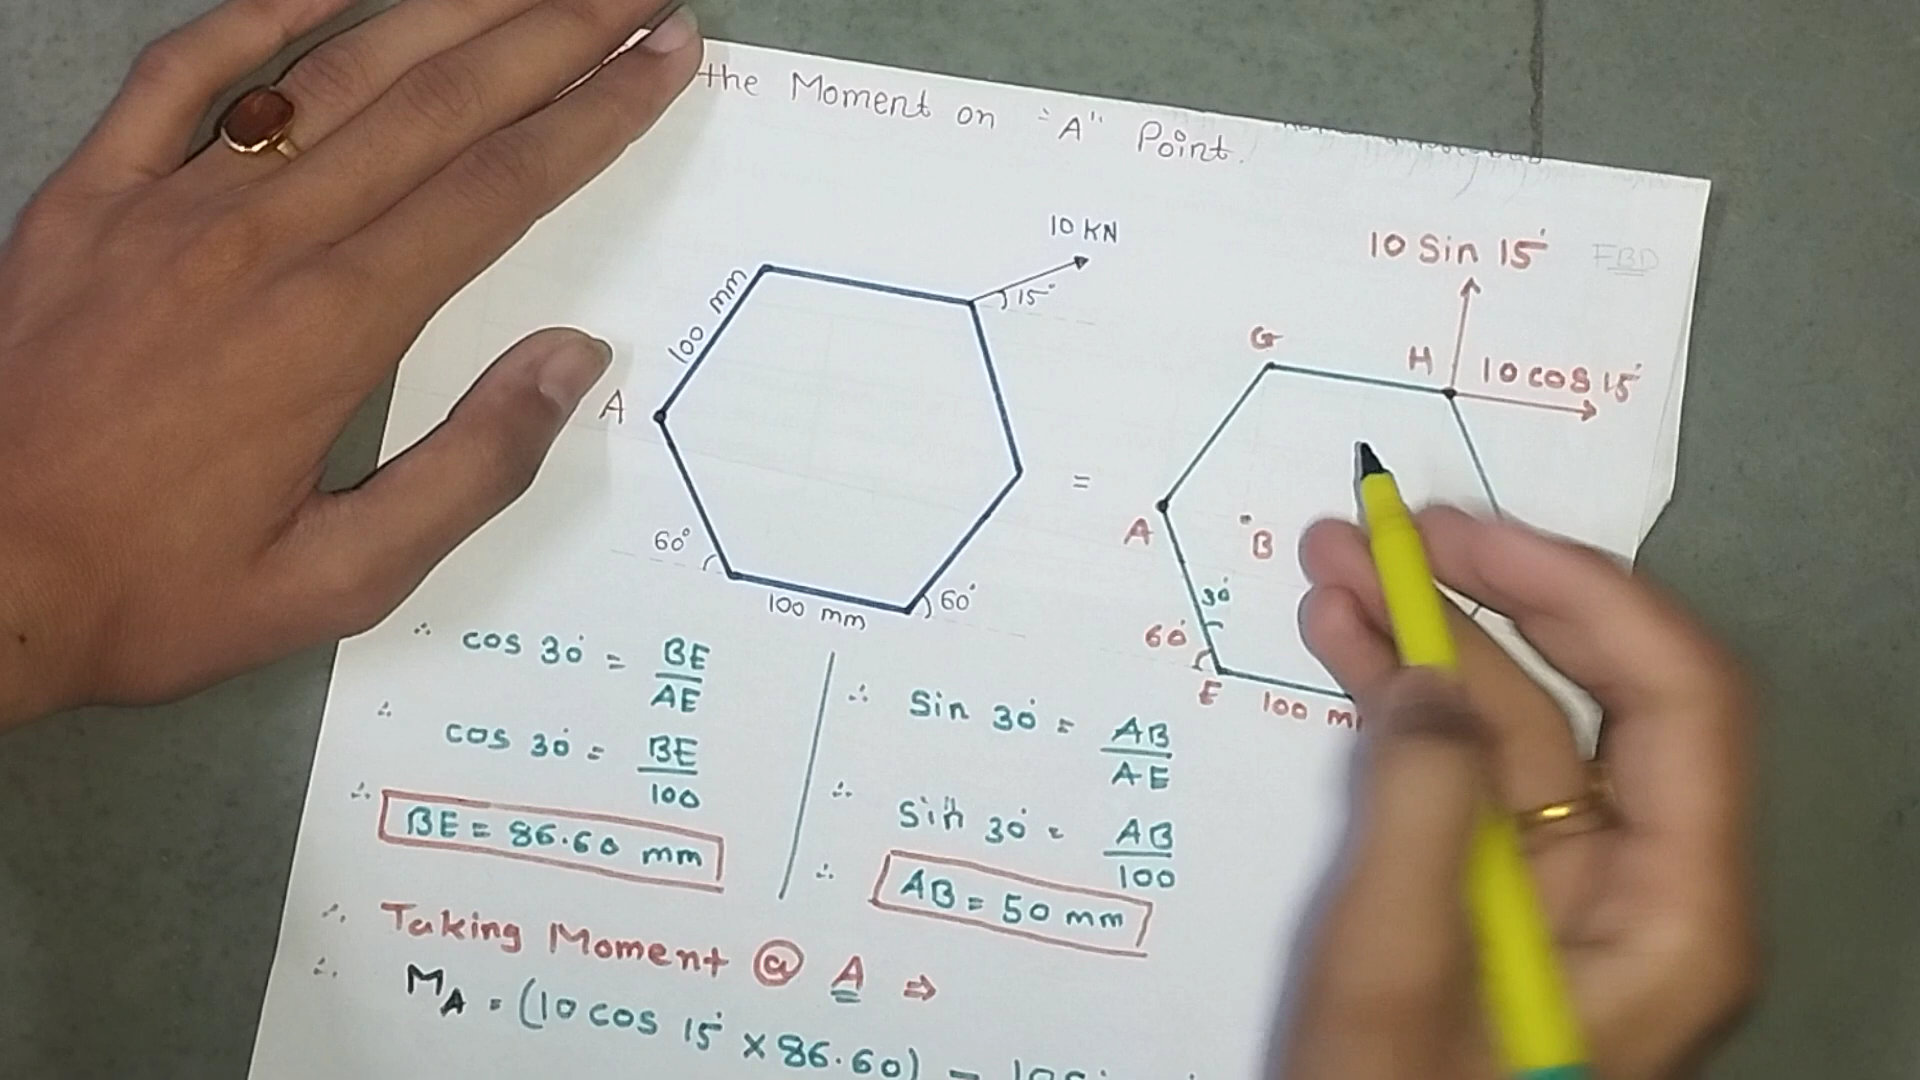 the Moment on "A" Point.
10 KN
15°
100 mm
A
60°
100 mm
60°
=
10 Sin 15°
FBD
G
H
10 cos 15°
A
B
30°
60°
E
100 m
∴ cos 30° = BE/AE
∴ cos 30° = BE/100
∴ BE = 86.60 mm
∴ Sin 30° = AB/AE
∴ Sin 30° = AB/100
∴ AB = 50 mm
∴ Taking Moment @ A ⇒
∴ MA = (10 cos 15° × 86.60) -